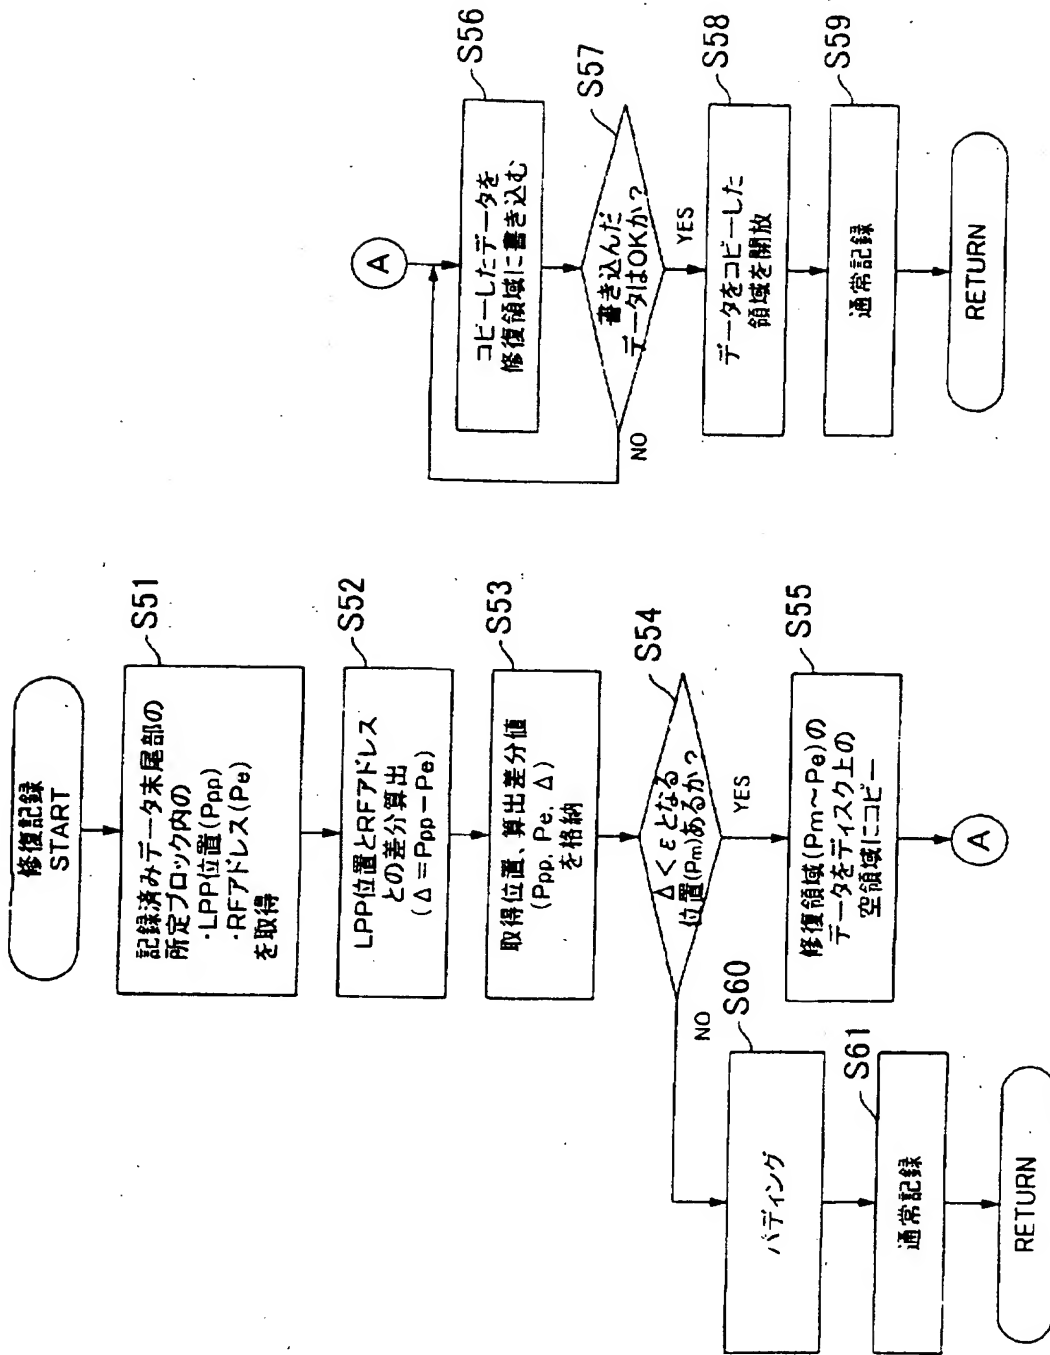 修復記録
START
記録済みデータ末尾部の
所定ブロック内の
・LPP位置(Ppp)
・RFアドレス(Pe)
を取得
S51
LPP位置とRFアドレス
との差分算出
(Δ=Ppp-Pe)
S52
取得位置、算出差分値
(Ppp, Pe, Δ)
を格納
S53
Δ<εとなる
位置(Pm)あるか?
S54
YES
NO
修復領域(Pm～Pe)の
データをディスク上の
空領域にコピー
S55
A
パディング
S60
通常記録
S61
RETURN
A
コピーしたデータを
修復領域に書き込む
S56
書き込んだ
データはOKか?
S57
YES
NO
データをコピーした
領域を開放
S58
通常記録
S59
RETURN